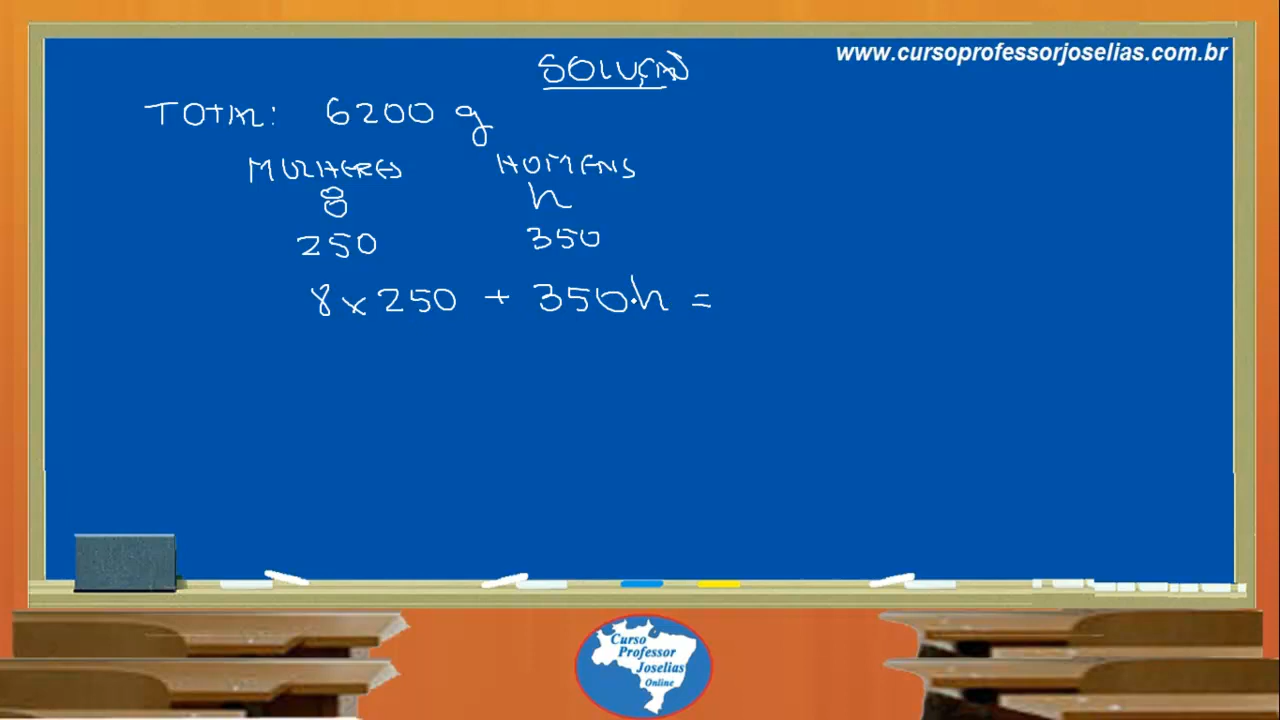 www.cursoprofessorjoselias.com.br
SOLUÇÃO
TOTAL: 6200 g
MULHERES HOMENS
8 h
250 350
8 x 250 + 350.h =
Curso
Professor
Joselias
Online